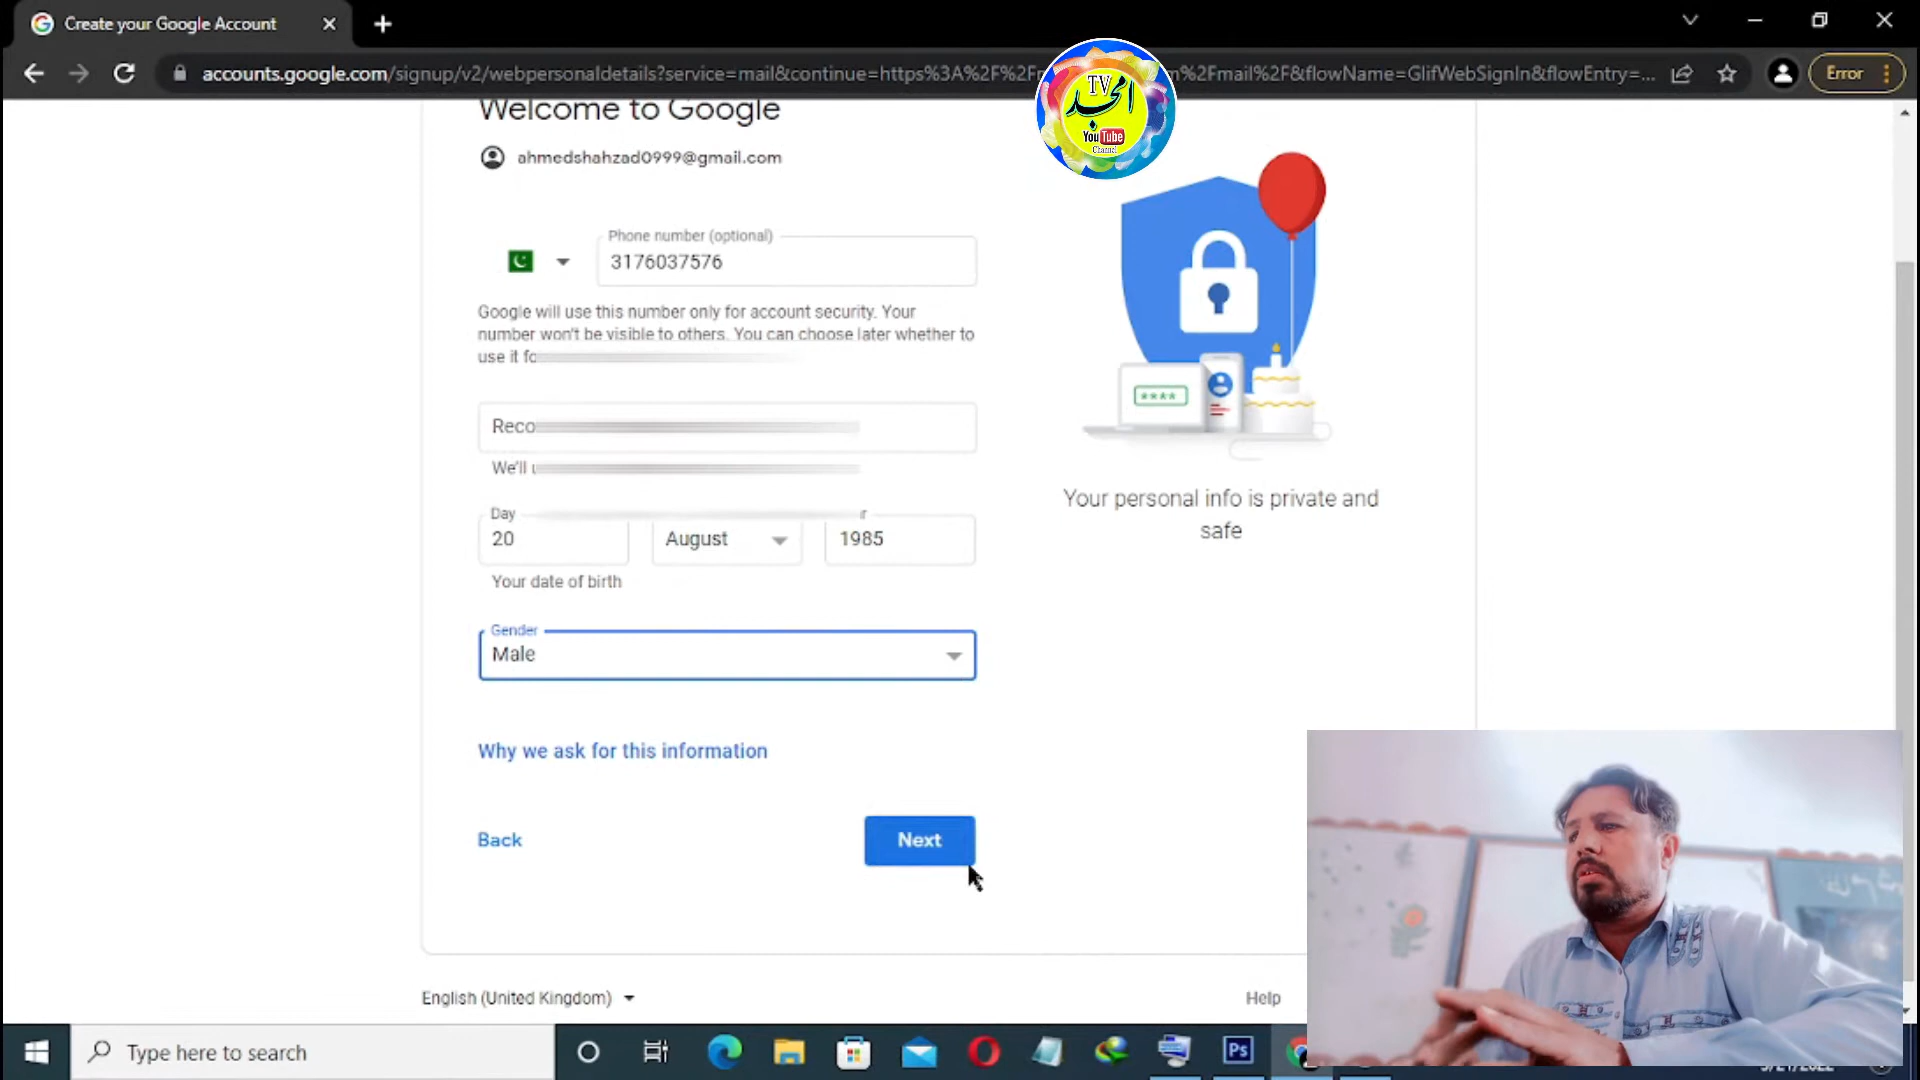 Create your Google Account
accounts.google.com/signup/v2/webpersonaldetails?service=mail&continue=https%3A%2F%2F
%2Fmail%2F&flowName=GlifWebSignIn&flowEntry=...
Error
TV
امجد
YouTube
Channel
Welcome to Google
ahmedshahzad0999@gmail.com
Phone number (optional)
3176037576
Google will use this number only for account security. Your
number won't be visible to others. You can choose later whether to
use it fo
Reco
We'll u
Day
r
20
August
1985
Your date of birth
Gender
Male
Why we ask for this information
Back
Next
****
Your personal info is private and
safe
English (United Kingdom)
Help
Type here to search
Ps